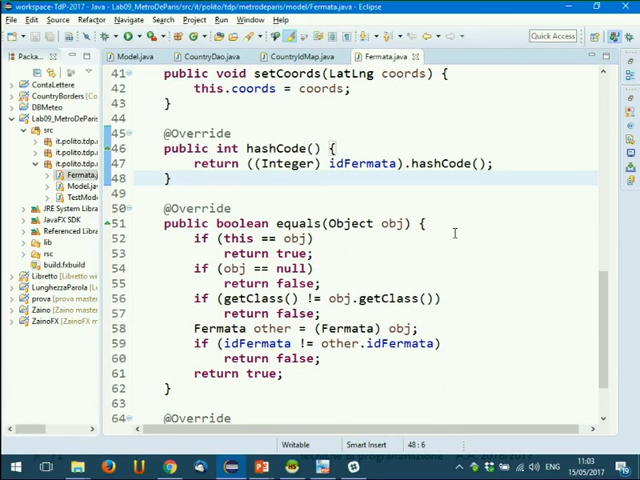 workspace-TdP-2017 - Java - Lab09_MetroDeParis/src/it/polito/tdp/metrodeparis/model/Fermata.java - Eclipse
File Edit Source Refactor Navigate Search Project Run Window Help
Quick Access
Packa...
Model.java CountryDao.java CountryIdMap.java Fermata.java
ContaLettere
CountryBorders
DBMeteo
Lab09_MetroDeParis
src
it.polito.tdp.
it.polito.tdp.
it.polito.tdp.
Fermata.
Model.jav
TestMode
JRE System Library
JavaFX SDK
Referenced Library
lib
rsc
build.fxbuild
Libretto
LunghezzaParola
prova
Zaino
ZainoFX
41 public void setCoords(LatLng coords) {
42 this.coords = coords;
43 }
44
45 @Override
46 public int hashCode() {
47 return ((Integer) idFermata).hashCode();
48 }
49
50 @Override
51 public boolean equals(Object obj) {
52 if (this == obj)
53 return true;
54 if (obj == null)
55 return false;
56 if (getClass() != obj.getClass())
57 return false;
58 Fermata other = (Fermata) obj;
59 if (idFermata != other.idFermata)
60 return false;
61 return true;
62 }
63
64 @Override
Writable Smart Insert 48 : 6
ENG
11:03
15/05/2017